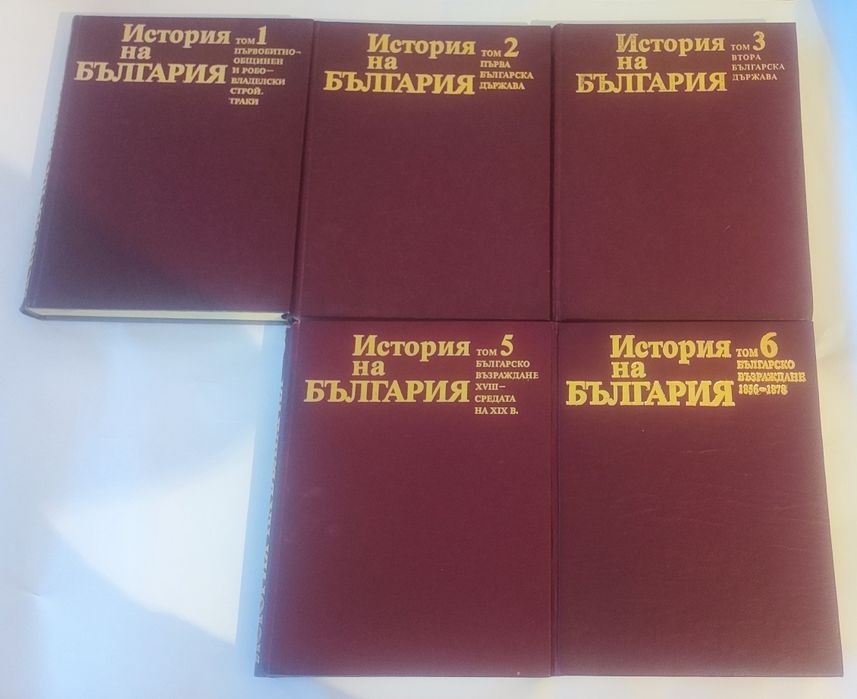 История
на
БЪЛГАРИЯ
ТОМ 1
ПЪРВОБИТНО-
ОБЩИНЕН
И РОБО-
ВЛАДЕЛСКИ
СТРОЙ.
ТРАКИ
История
на
БЪЛГАРИЯ
ТОМ 2
ПЪРВА
БЪЛГАРСКА
ДЪРЖАВА
История
на
БЪЛГАРИЯ
ТОМ 3
ВТОРА
БЪЛГАРСКА
ДЪРЖАВА
История
на
БЪЛГАРИЯ
ТОМ 5
БЪЛГАРСКО
ВЪЗРАЖДАНЕ
XVIII-
СРЕДАТА
НА XIX В.
История
на
БЪЛГАРИЯ
ТОМ 6
БЪЛГАРСКО
ВЪЗРАЖДАНЕ
1856-1878